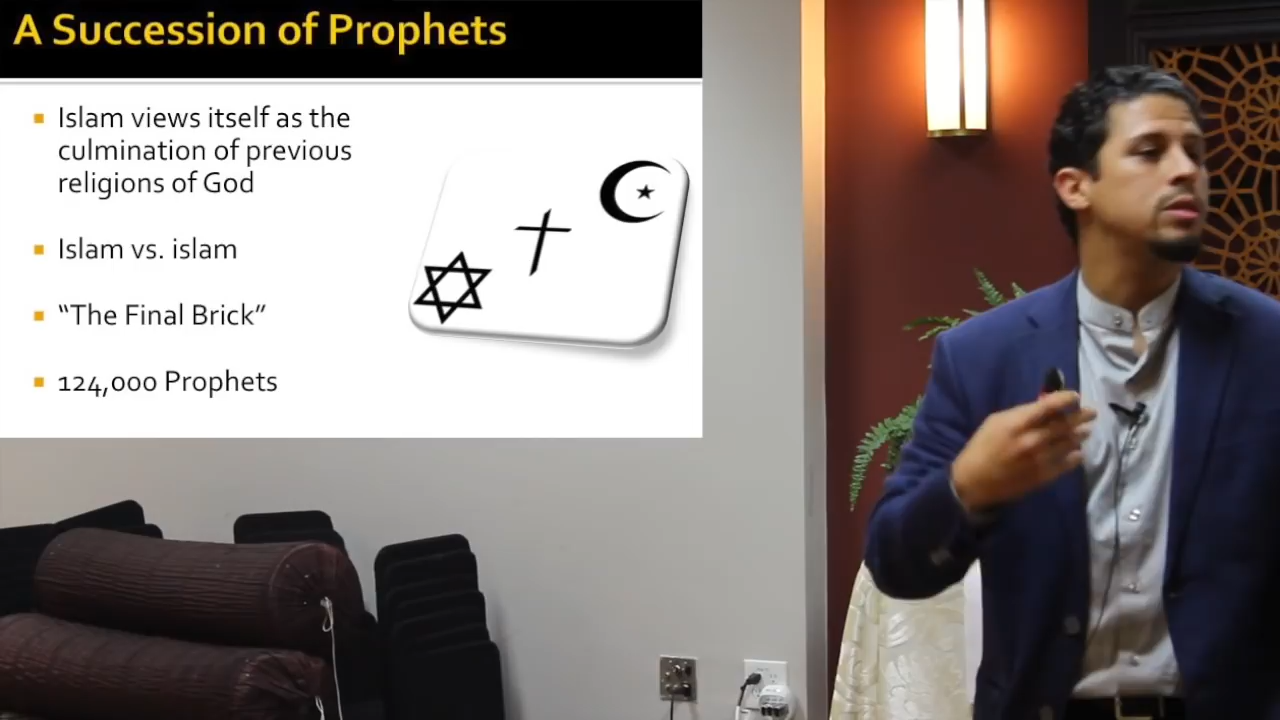 A Succession of Prophets
Islam views itself as the
culmination of previous
religions of God
Islam vs. islam
“The Final Brick”
124,000 Prophets